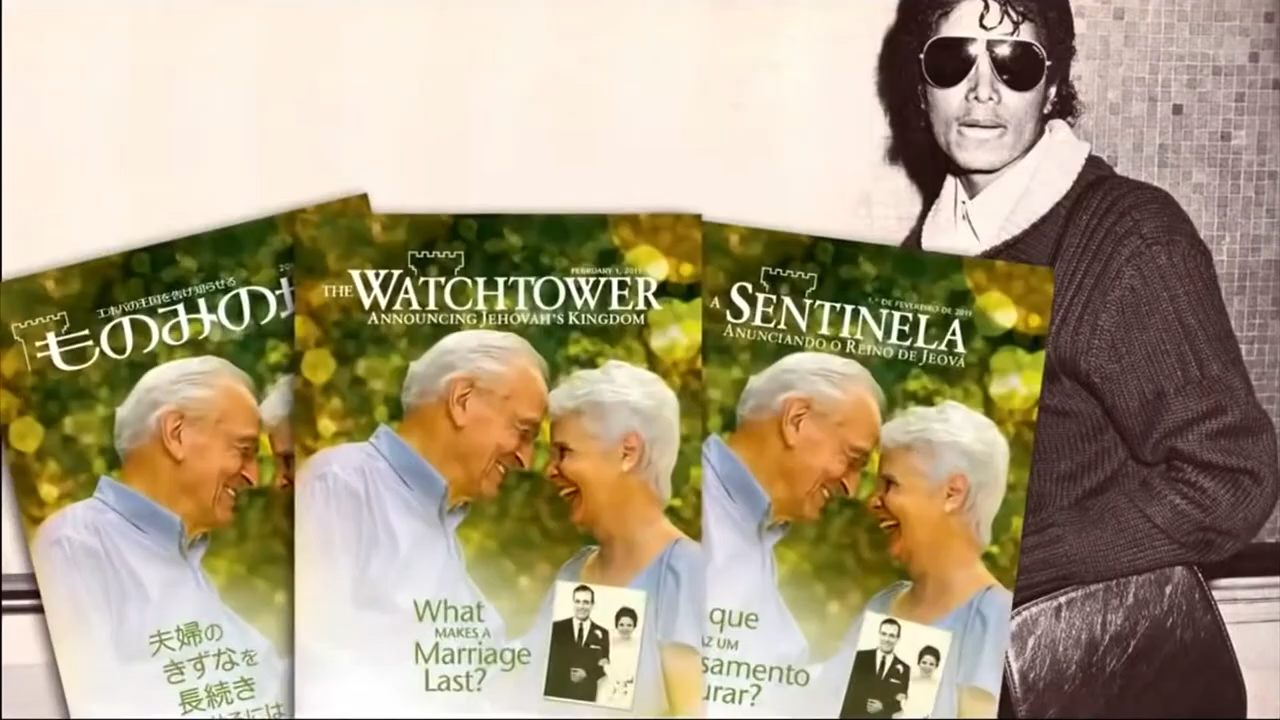 エホバの王国を告げ知らせる
ものみの
夫婦の
きずなを
長続き
FEBRUARY 1, 2011
THE WATCHTOWER
ANNOUNCING JEHOVAH'S KINGDOM
What
MAKES A
Marriage
Last?
1.º DE FEVEREIRO DE 2011
A SENTINELA
ANUNCIANDO O REINO DE JEOVÁ
que
AZ UM
samento
urar?